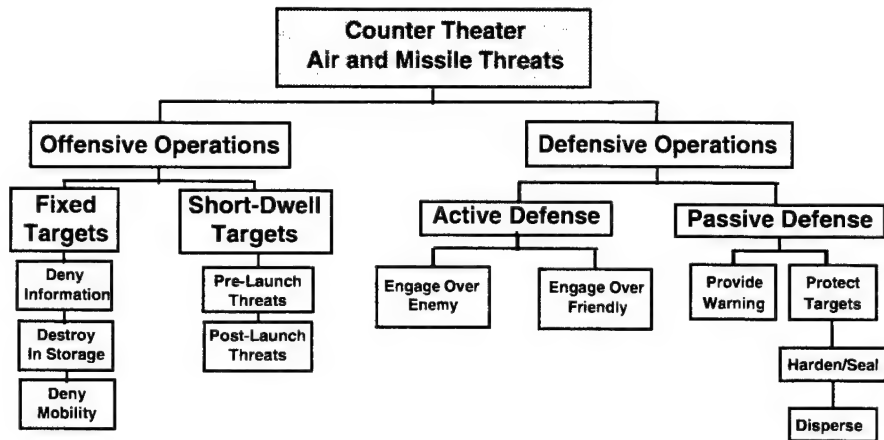 Counter Theater
Air and Missile Threats
Offensive Operations
Defensive Operations
Fixed
Targets
Short-Dwell
Targets
Active Defense
Passive Defense
Deny
Information
Pre-Launch
Threats
Engage Over
Enemy
Engage Over
Friendly
Provide
Warning
Protect
Targets
Destroy
In Storage
Post-Launch
Threats
Harden/Seal
Deny
Mobility
Disperse